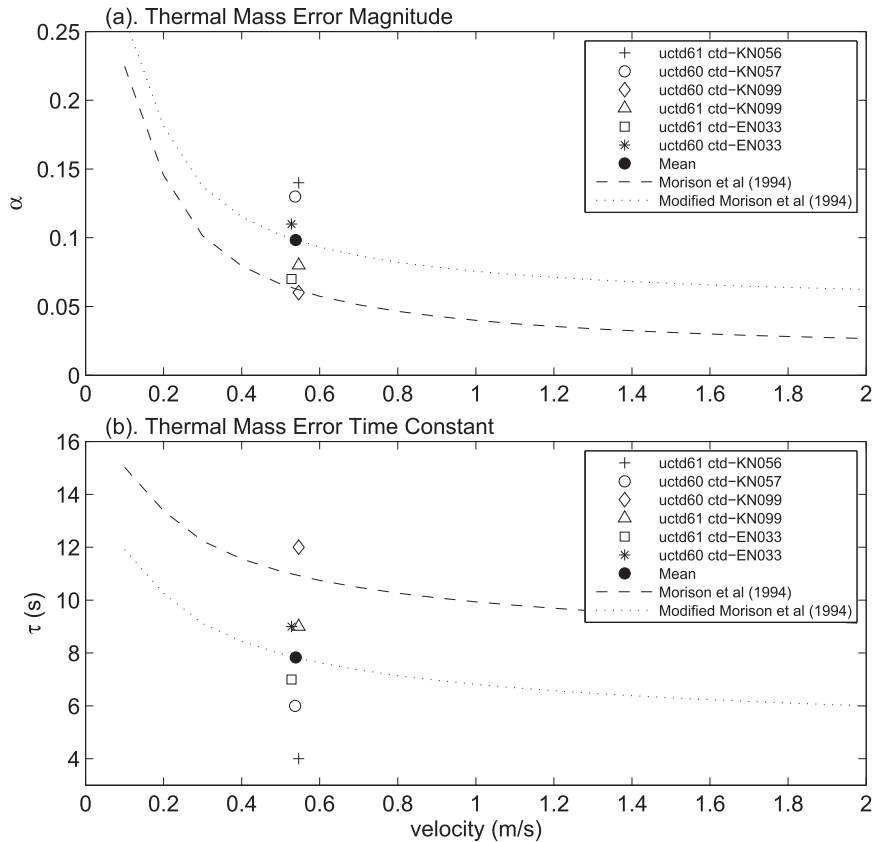 (a). Thermal Mass Error Magnitude
0.25
0.2
0.15
0.1
0.05
0
α
uctd61 ctd−KN056
uctd60 ctd−KN057
uctd60 ctd−KN099
uctd61 ctd−KN099
uctd61 ctd−EN033
uctd60 ctd−EN033
Mean
Morison et al (1994)
Modified Morison et al (1994)
0 0.2 0.4 0.6 0.8 1 1.2 1.4 1.6 1.8 2
(b). Thermal Mass Error Time Constant
16
14
12
10
8
6
4
τ (s)
uctd61 ctd−KN056
uctd60 ctd−KN057
uctd60 ctd−KN099
uctd61 ctd−KN099
uctd61 ctd−EN033
uctd60 ctd−EN033
Mean
Morison et al (1994)
Modified Morison et al (1994)
0 0.2 0.4 0.6 0.8 1 1.2 1.4 1.6 1.8 2
velocity (m/s)